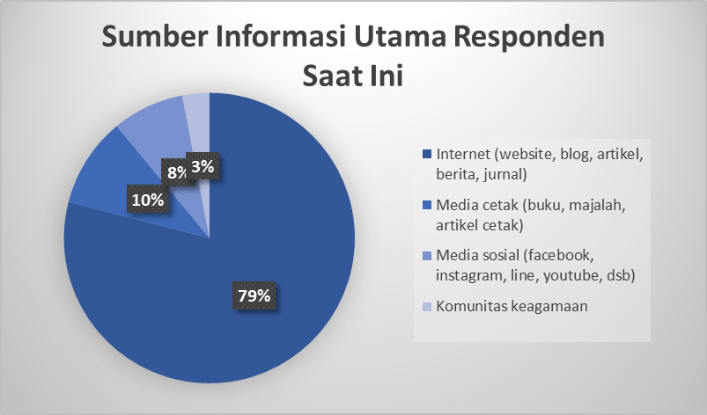 Sumber Informasi Utama Responden
Saat Ini
3%
8%
10%
79%
Internet (website, blog, artikel,
berita, jurnal)
Media cetak (buku, majalah,
artikel cetak)
Media sosial (facebook,
instagram, line, youtube, dsb)
Komunitas keagamaan